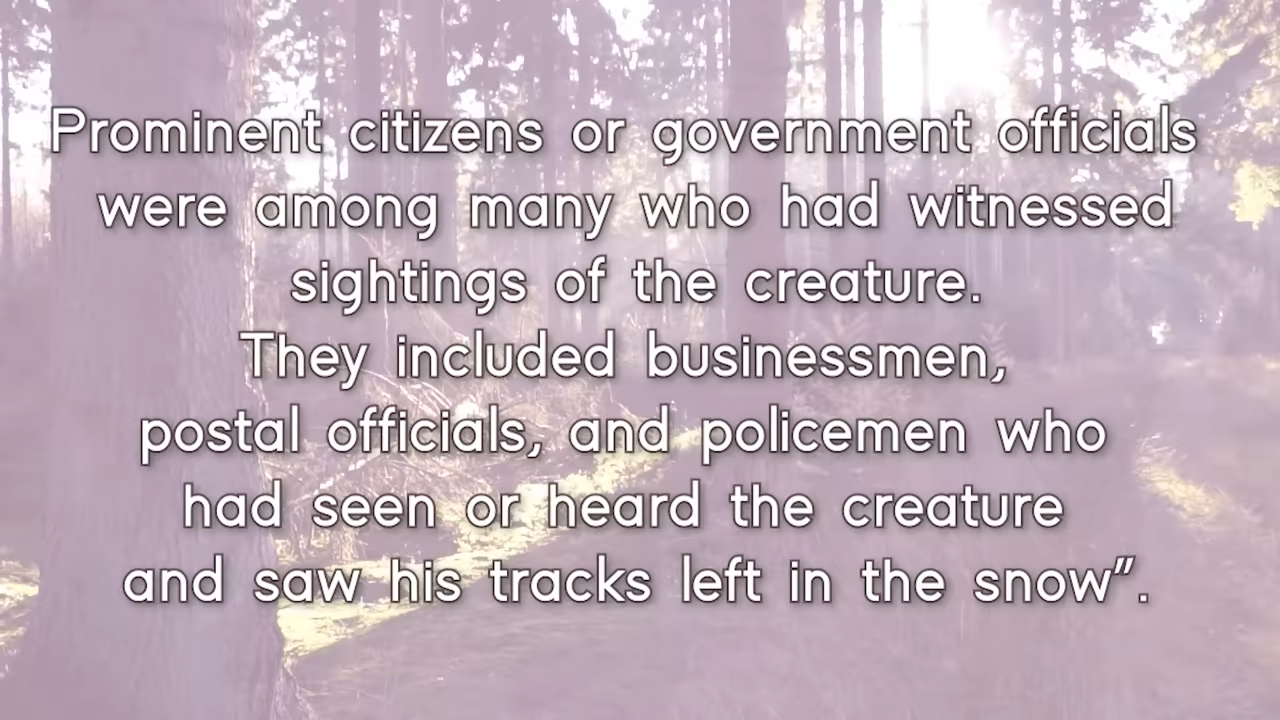 Prominent citizens or government officials
were among many who had witnessed
sightings of the creature.
They included businessmen,
postal officials, and policemen who
had seen or heard the creature
and saw his tracks left in the snow”.